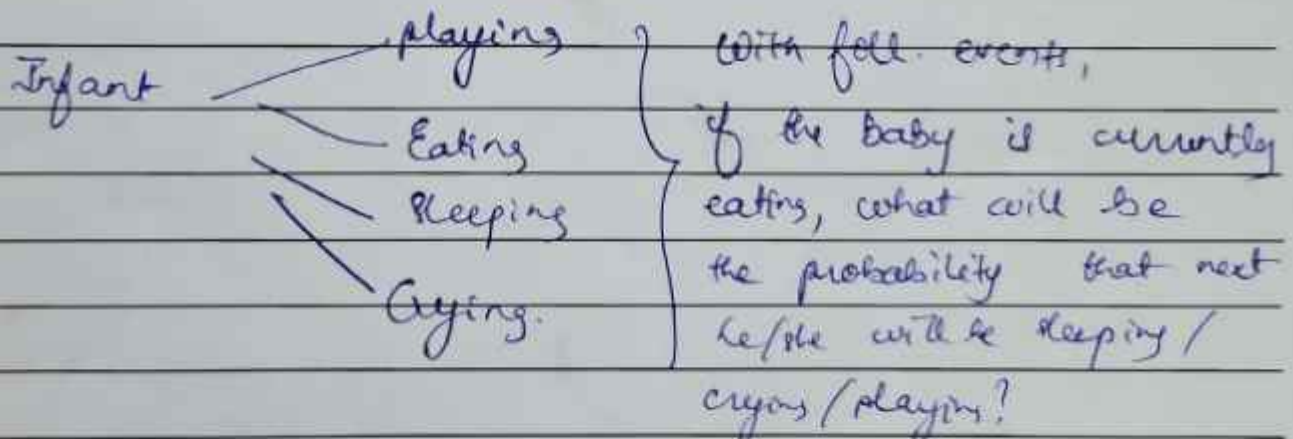 playing
Infant
Eating
Sleeping
Crying.
with foll. events,
if the baby is currently
eating, what will be
the probability that next
he/she will be sleeping/
crying/playing?